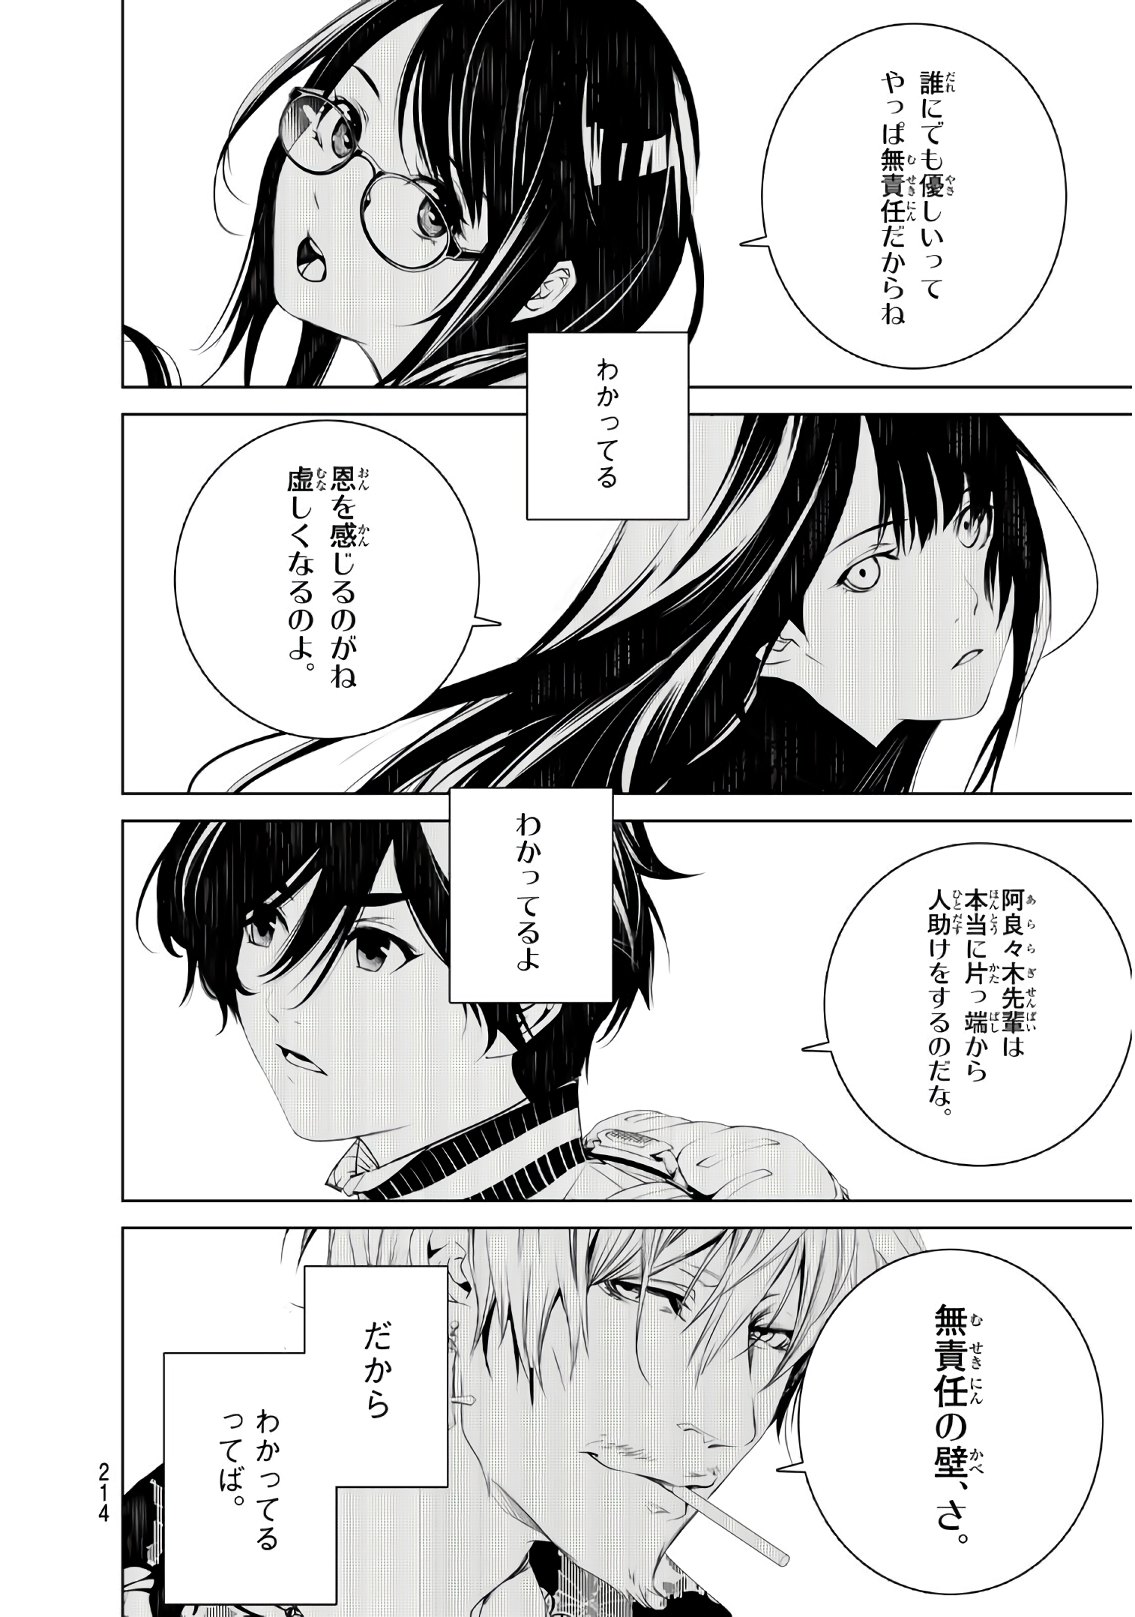 誰にでも優しいって
やっぱ無責任だからね
わかってる
恩を感じるのがね
虚しくなるのよ。
わかってるよ
阿良々木先輩は
本当に片っ端から
人助けをするのだな。
無責任の壁、さ。
だから
わかってる
ってば。
214